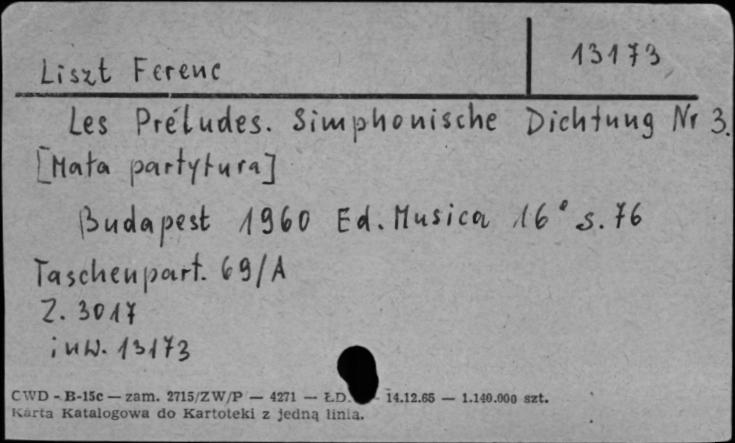 13173
Liszt Ferenc
Les Préludes. Simphonische Dichtung Nr 3.
[Mała partytura]
Budapest 1960 Ed. Musica 16° s. 76
Taschenpart. 69/A
Z. 3017
inw. 13173
CWD - B-15c — zam. 2715/ZW/P — 4271 — ŁD. — 14.12.65 — 1.140.000 szt.
Karta Katalogowa do Kartoteki z jedną linią.